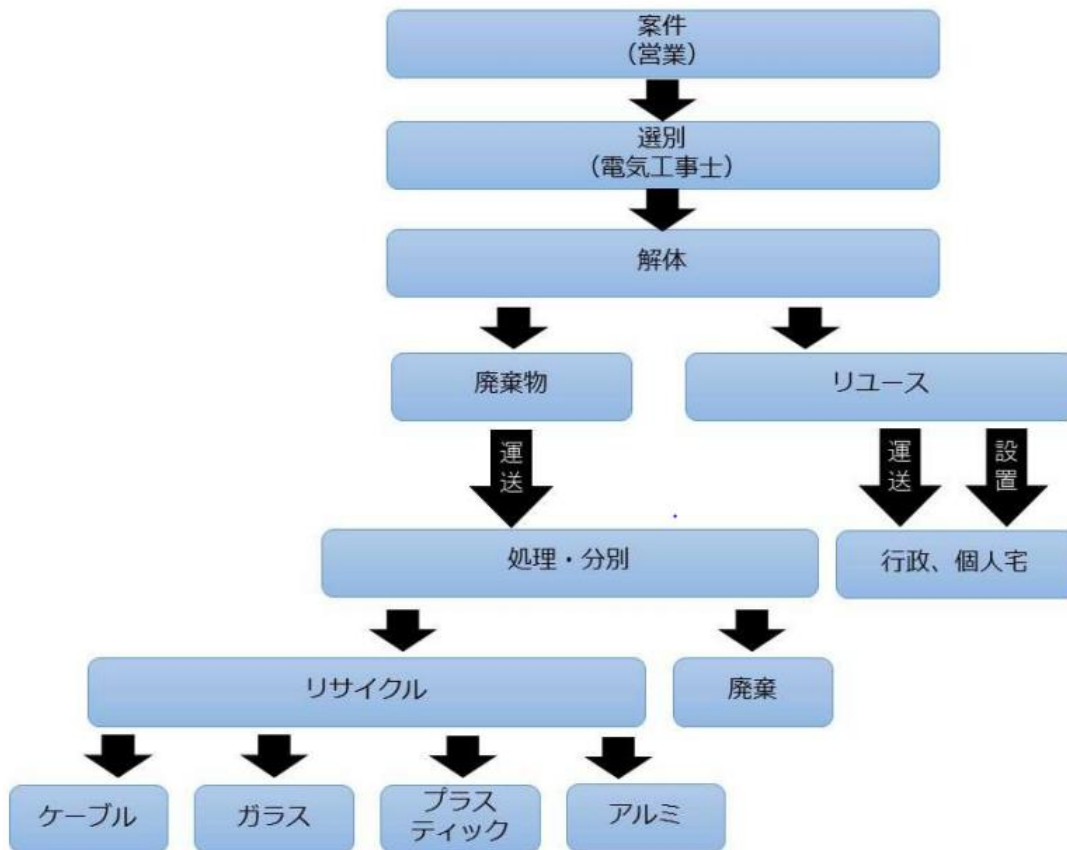 案件
（営業）
選別
（電気工事士）
解体
廃棄物
リユース
運送
運送
設置
処理・分別
行政、個人宅
リサイクル
廃棄
ケーブル
ガラス
プラス
ティック
アルミ